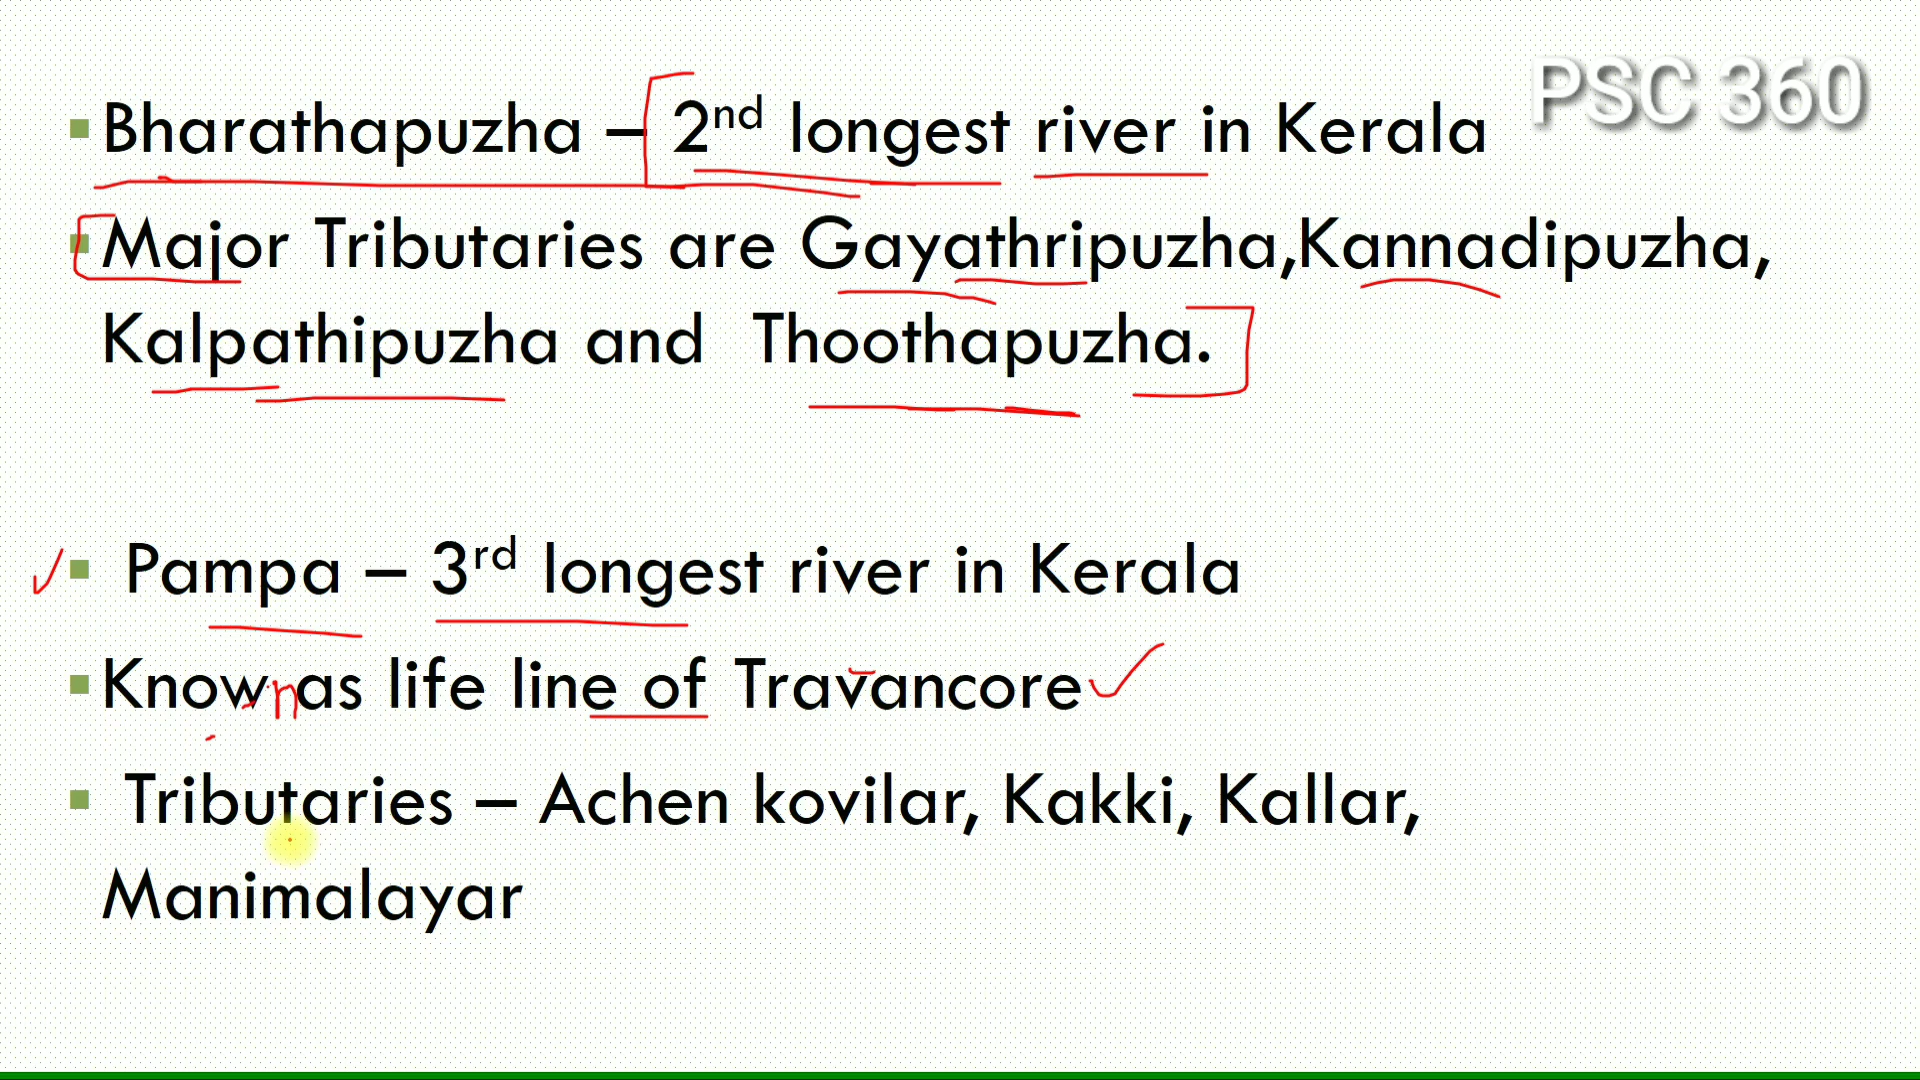 PSC 360
Bharathapuzha – 2nd longest river in Kerala
Major Tributaries are Gayathripuzha,Kannadipuzha,
Kalpathipuzha and Thoothapuzha.
Pampa – 3rd longest river in Kerala
Known as life line of Travancore
Tributaries – Achen kovilar, Kakki, Kallar,
Manimalayar